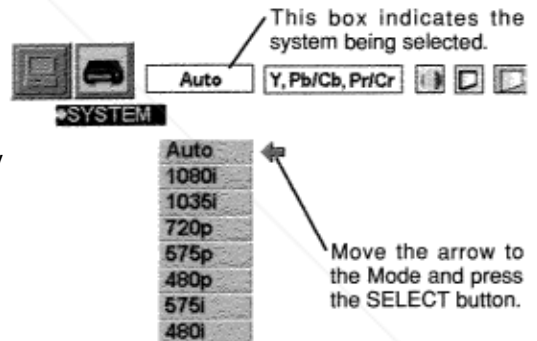 This box indicates the
system being selected.
Auto
Y, Pb/Cb, Pr/Cr
SYSTEM
Auto
1080i
1035i
720p
575p
480p
575i
480i
Move the arrow to
the Mode and press
the SELECT button.